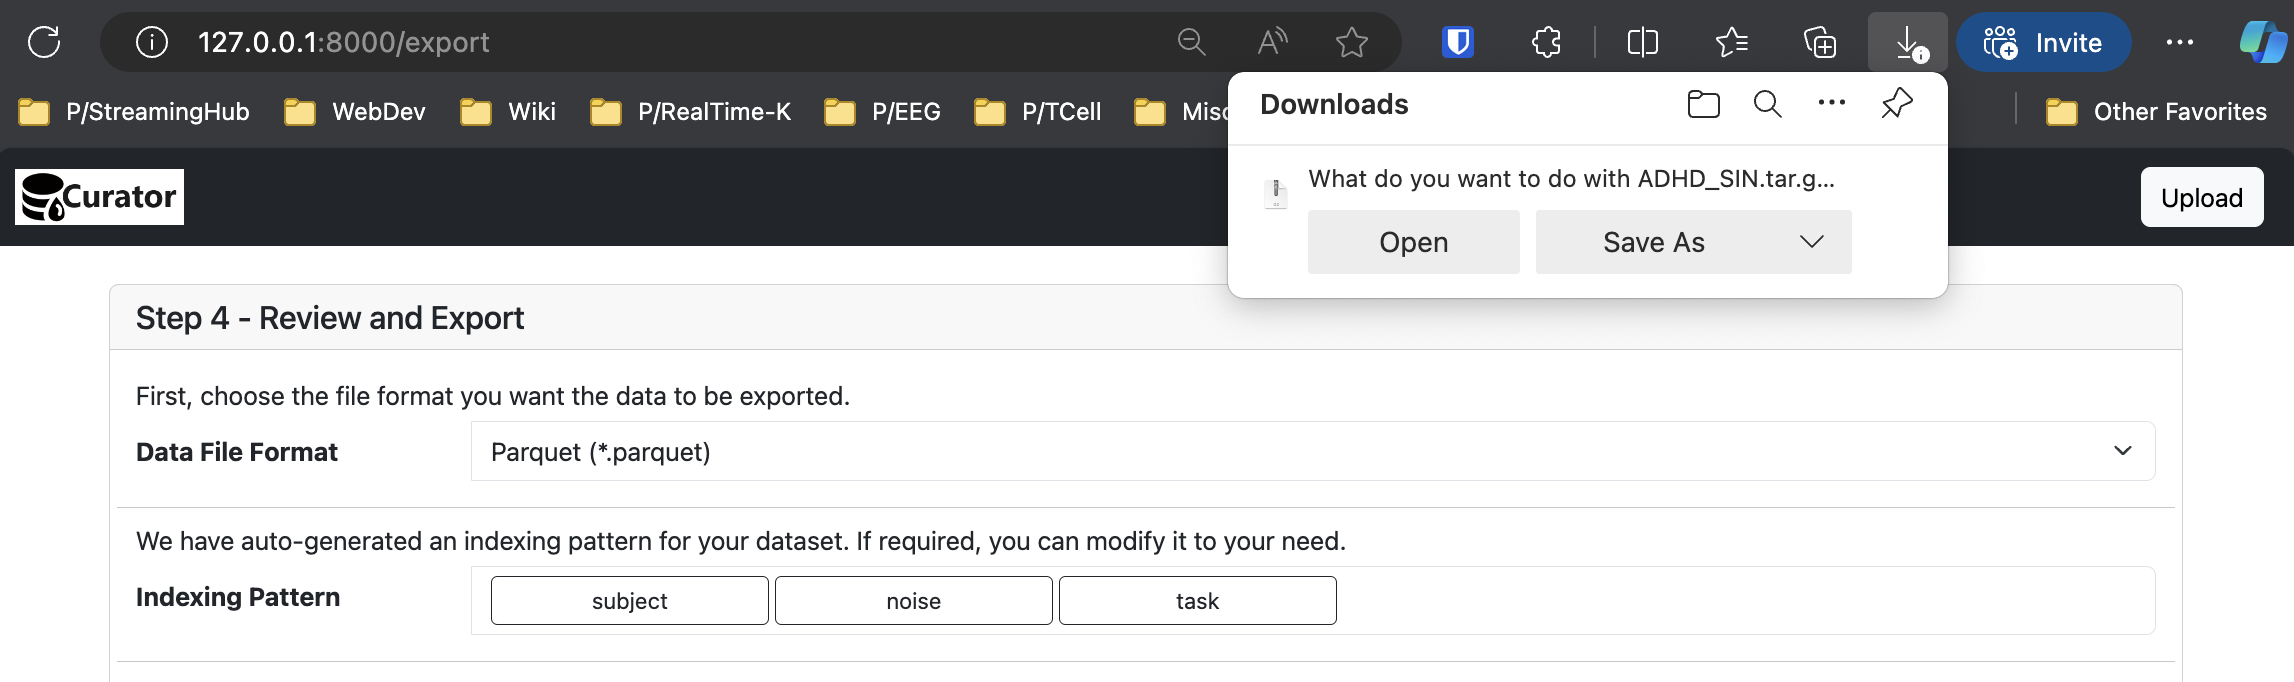 127.0.0.1:8000/export
Invite
P/StreamingHub
WebDev
Wiki
P/RealTime-K
P/EEG
P/TCell
Other Favorites
Downloads
What do you want to do with ADHD_SIN.tar.g...
Open
Save As
Curator
Upload
Step 4 - Review and Export
First, choose the file format you want the data to be exported.
Data File Format
Parquet (*.parquet)
We have auto-generated an indexing pattern for your dataset. If required, you can modify it to your need.
Indexing Pattern
subject
noise
task